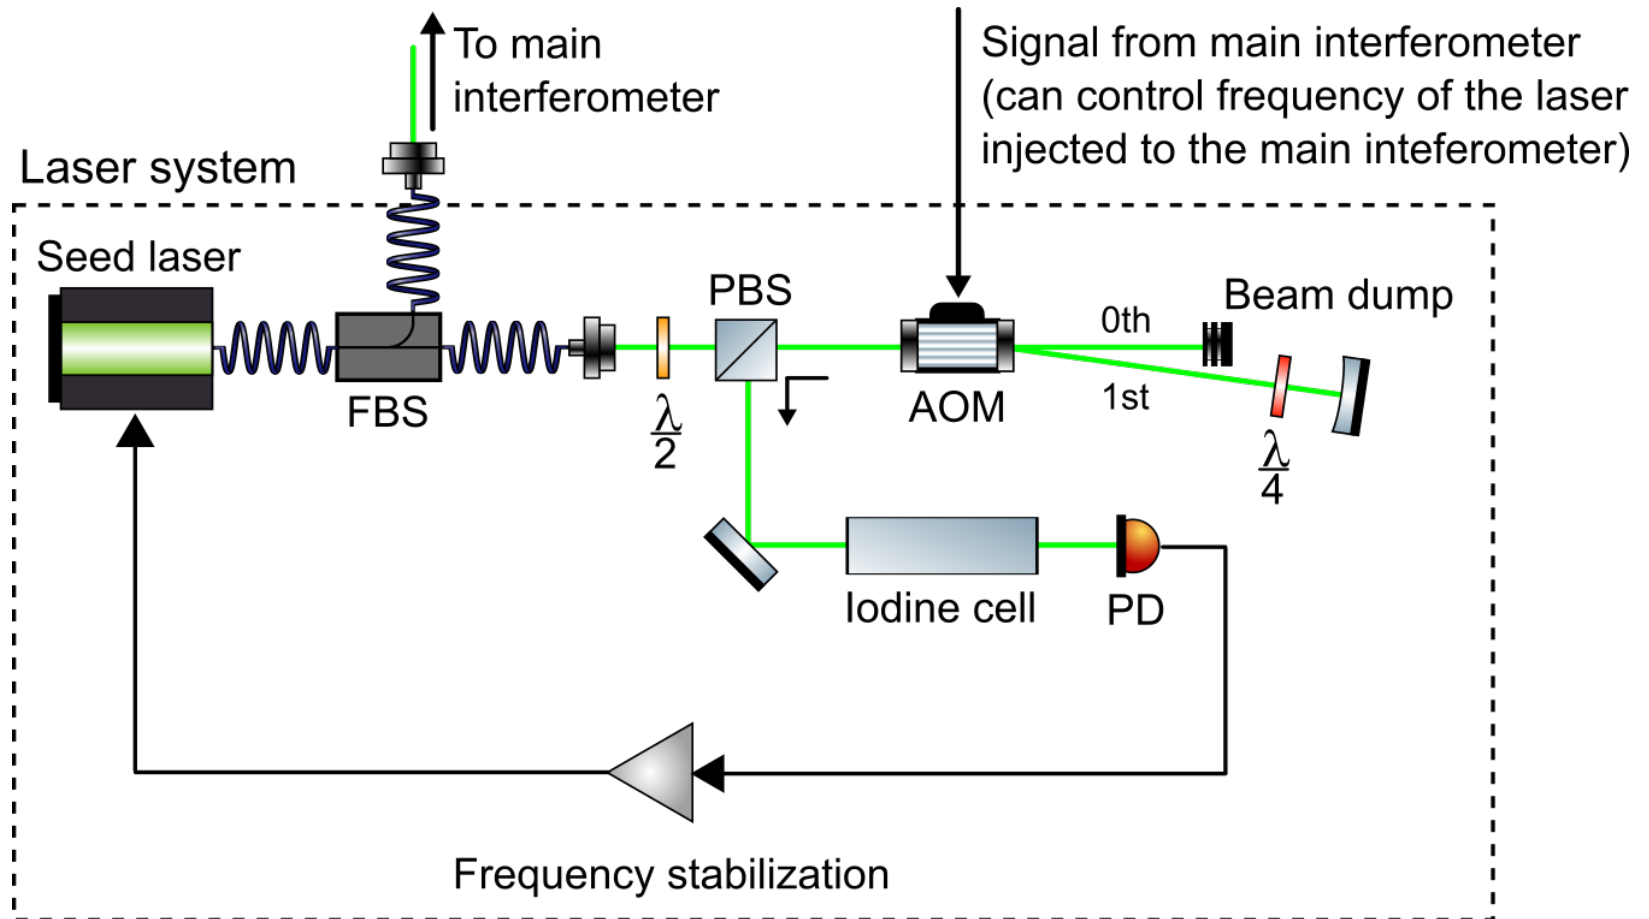 To main
interferometer
Signal from main interferometer
(can control frequency of the laser
injected to the main inteferometer)
Laser system
Seed laser
FBS
λ
2
PBS
AOM
0th
1st
Beam dump
λ
4
Iodine cell
PD
Frequency stabilization